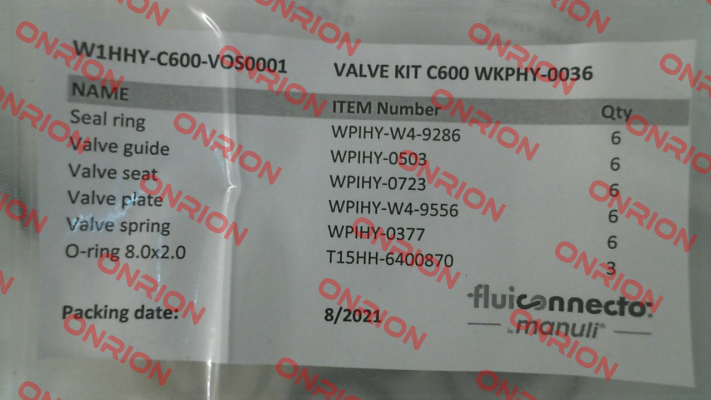 W1HHY-C600-VOS0001 VALVE KIT C600 WKPHY-0036
NAME ITEM Number Qty
Seal ring WPIHY-W4-9286 6
Valve guide WPIHY-0503 6
Valve seat WPIHY-0723 6
Valve plate WPIHY-W4-9556 6
Valve spring WPIHY-0377 6
O-ring 8.0x2.0 T15HH-6400870 3
Packing date: 8/2021
fluiconnecto
by manuli
ONRION